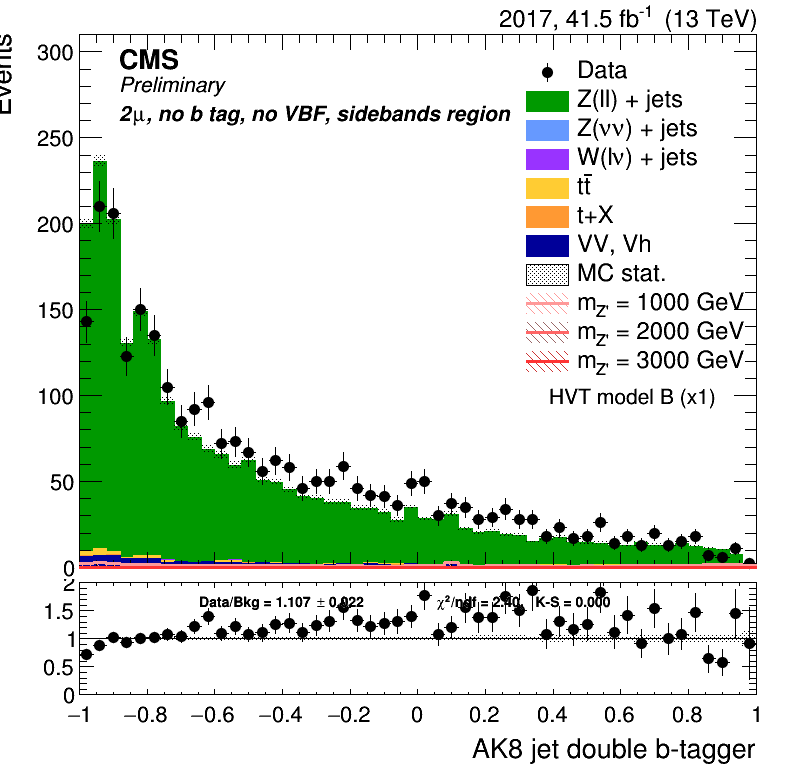 2017, 41.5 fb⁻¹ (13 TeV)
Events
300
250
200
150
100
50
0
CMS
Preliminary
2μ, no b tag, no VBF, sidebands region
Data
Z(ll) + jets
Z(νν) + jets
W(lν) + jets
tt̄
t+X
VV, Vh
MC stat.
m_Z' = 1000 GeV
m_Z' = 2000 GeV
m_Z' = 3000 GeV
HVT model B (x1)
2
1.5
1
0.5
0
Data/Bkg = 1.107 ± 0.022 χ²/ndf = 2.40, K-S = 0.000
−1 −0.8 −0.6 −0.4 −0.2 0 0.2 0.4 0.6 0.8 1
AK8 jet double b-tagger